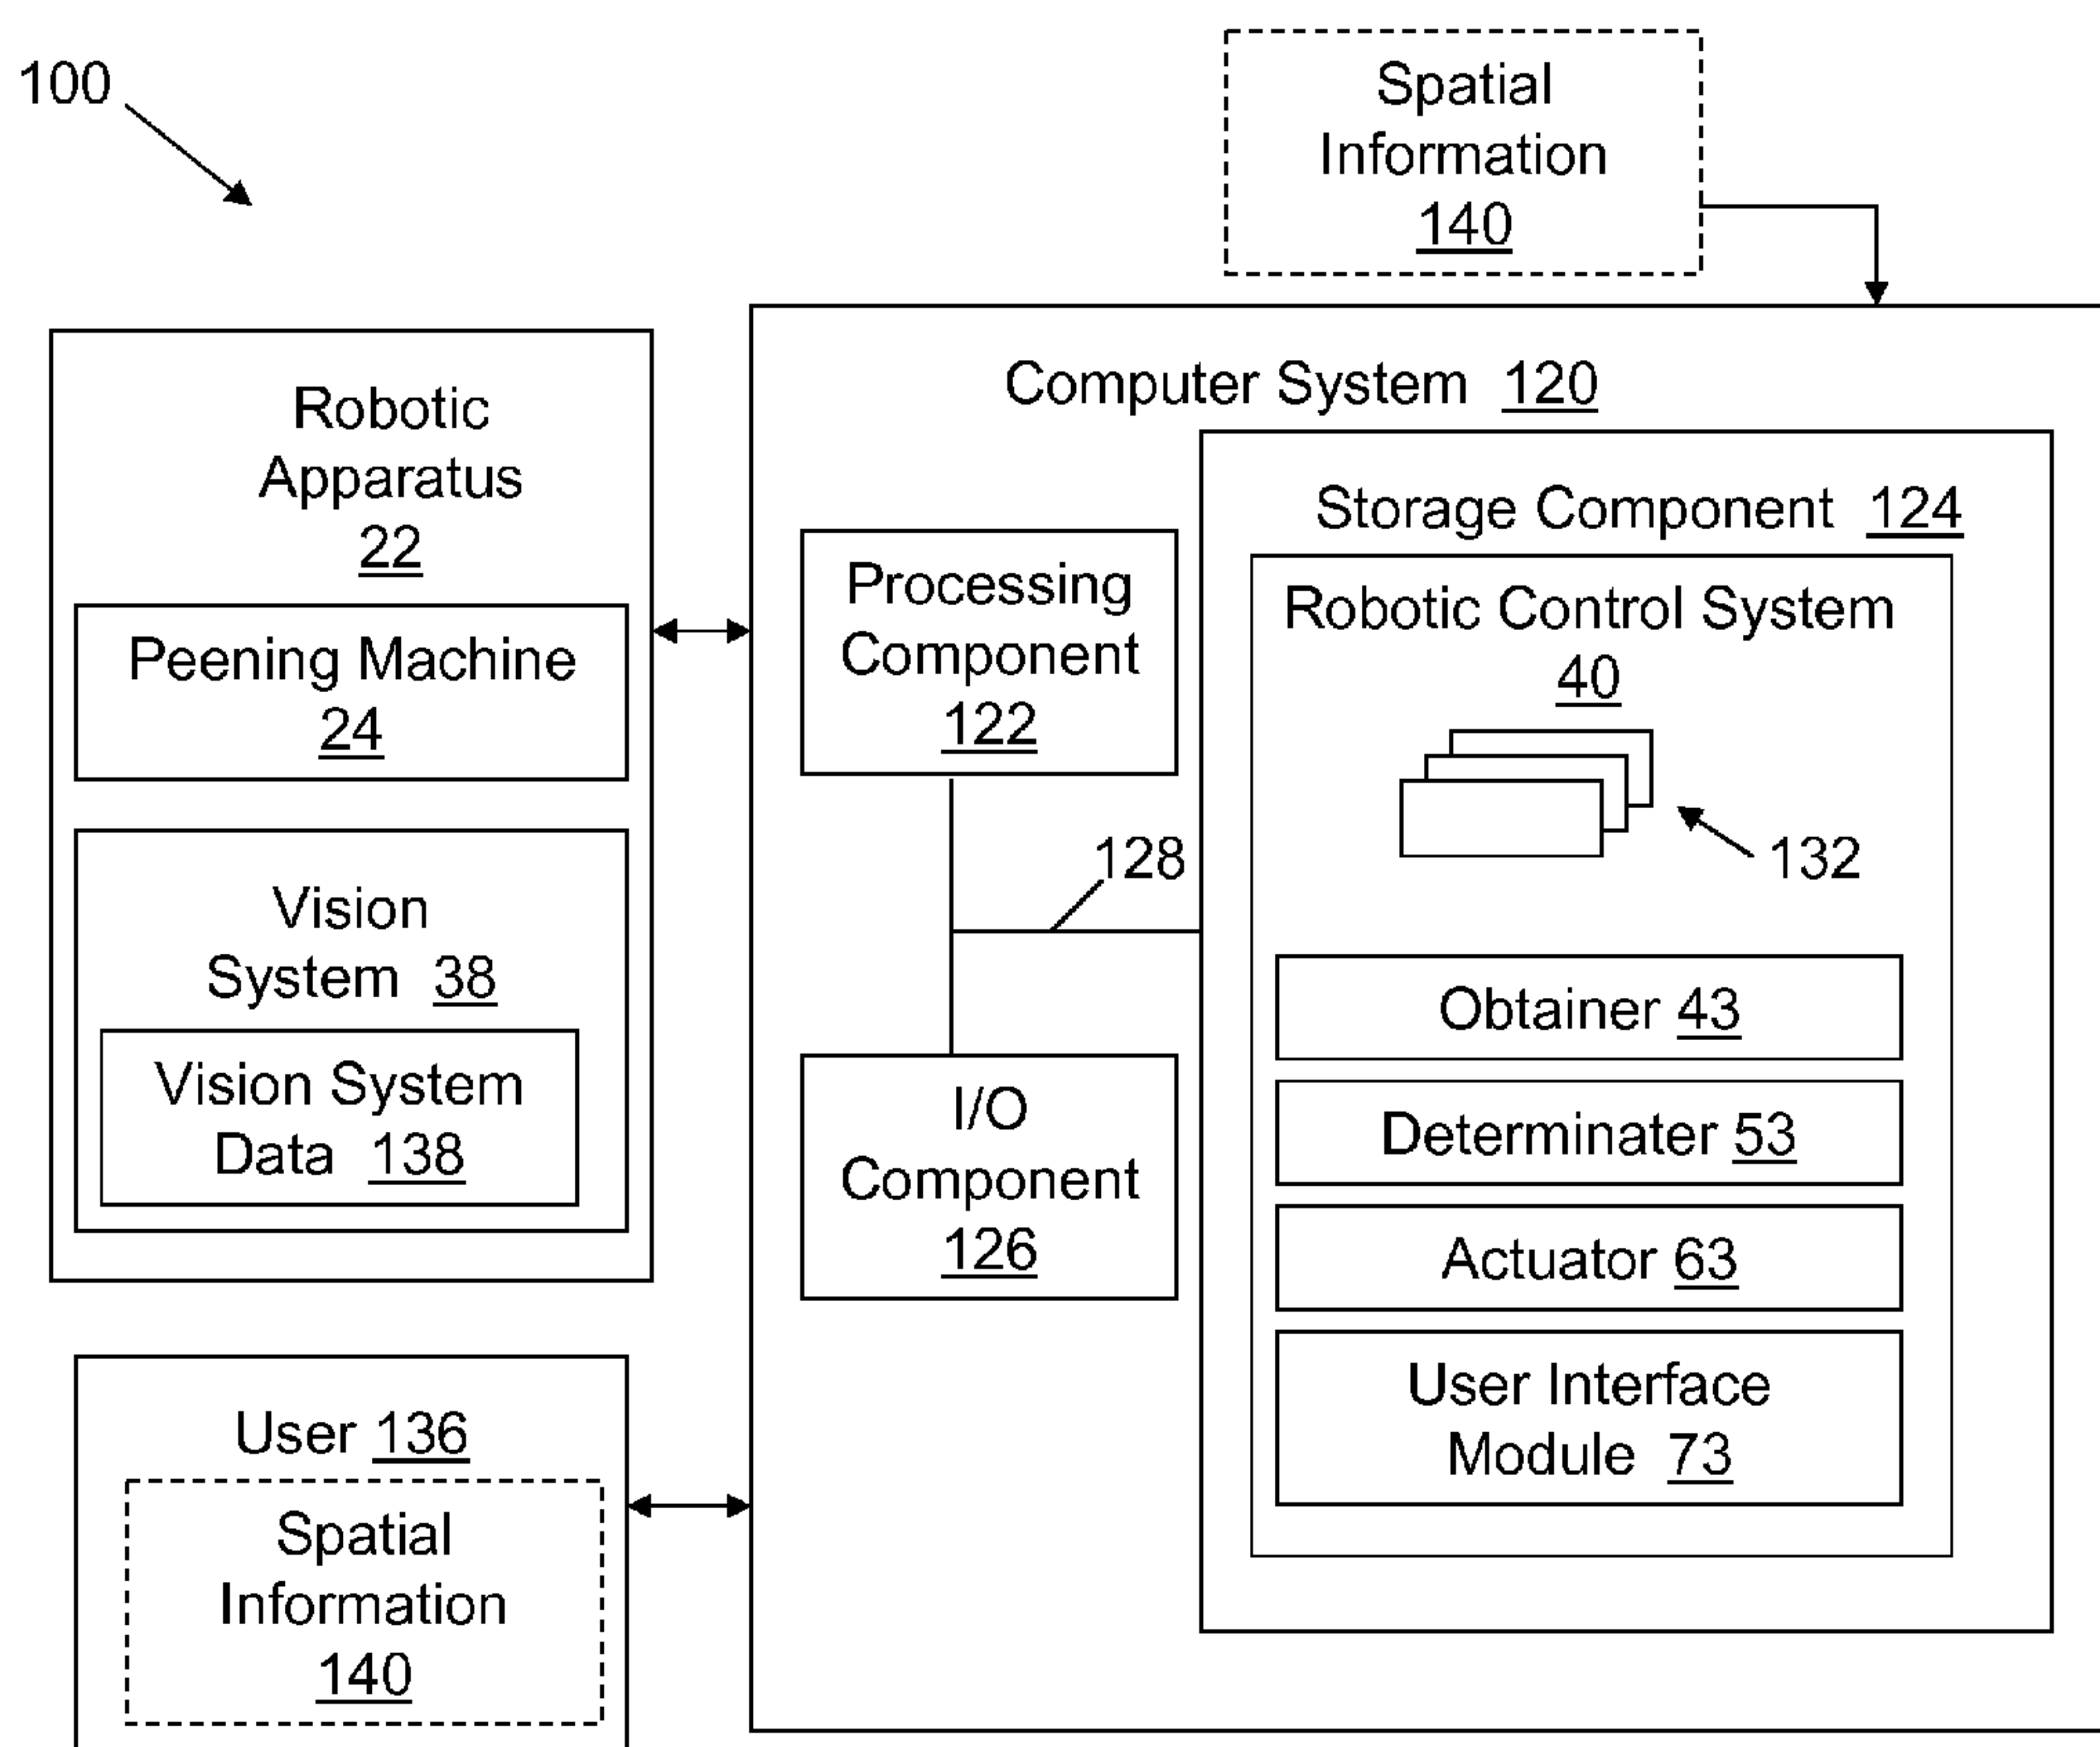 100
Spatial
Information
140
Robotic
Apparatus
22
Peening Machine
24
Vision
System 38
Vision System
Data 138
User 136
Spatial
Information
140
Computer System 120
Processing
Component
122
128
I/O
Component
126
Storage Component 124
Robotic Control System
40
132
Obtainer 43
Determinater 53
Actuator 63
User Interface
Module 73